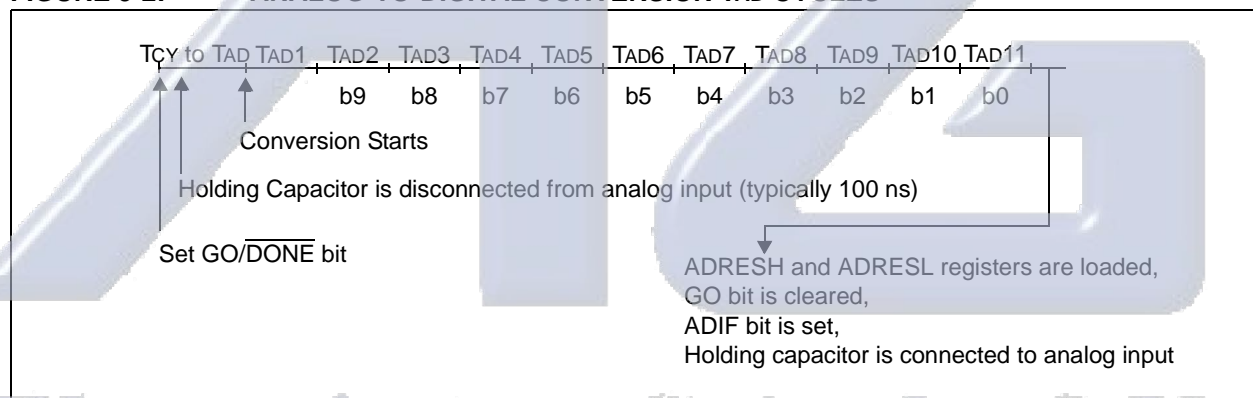 TCY to TAD TAD1 TAD2 TAD3 TAD4 TAD5 TAD6 TAD7 TAD8 TAD9 TAD10 TAD11
b9 b8 b7 b6 b5 b4 b3 b2 b1 b0
Conversion Starts
Holding Capacitor is disconnected from analog input (typically 100 ns)
Set GO/DONE bit
ADRESH and ADRESL registers are loaded,
GO bit is cleared,
ADIF bit is set,
Holding capacitor is connected to analog input